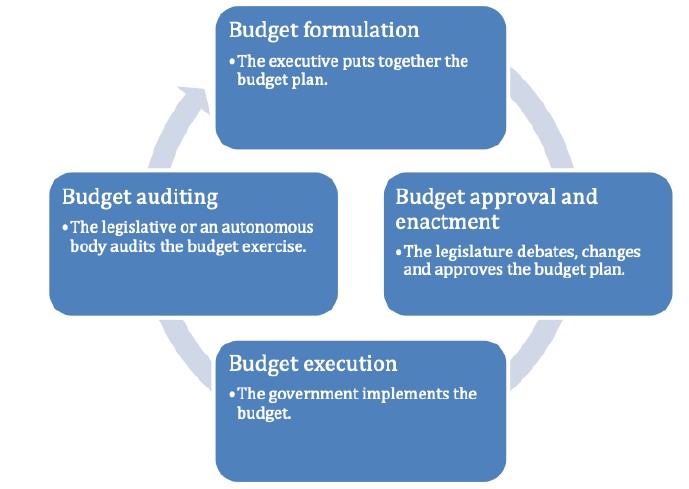 Budget formulation
•The executive puts together the
budget plan.
Budget auditing
•The legislative or an autonomous
body audits the budget exercise.
Budget approval and
enactment
•The legislature debates, changes
and approves the budget plan.
Budget execution
•The government implements the
budget.